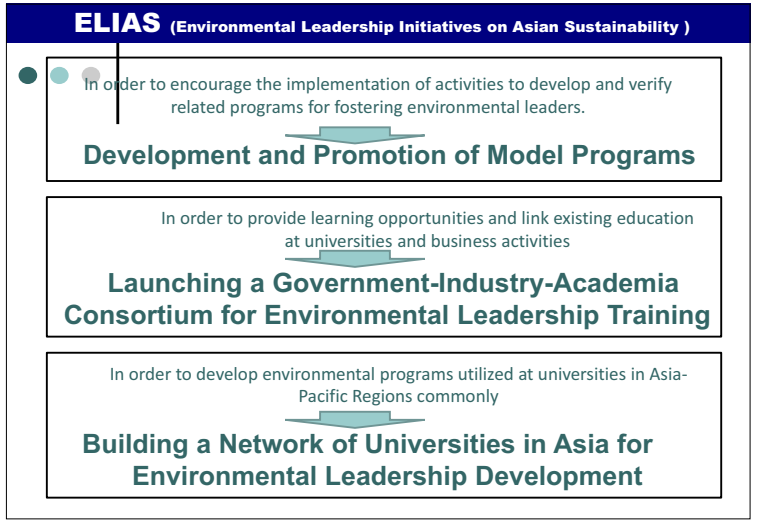 ELIAS (Environmental Leadership Initiatives on Asian Sustainability )
In order to encourage the implementation of activities to develop and verify
related programs for fostering environmental leaders.
Development and Promotion of Model Programs
In order to provide learning opportunities and link existing education
at universities and business activities
Launching a Government-Industry-Academia
Consortium for Environmental Leadership Training
In order to develop environmental programs utilized at universities in Asia-
Pacific Regions commonly
Building a Network of Universities in Asia for
Environmental Leadership Development